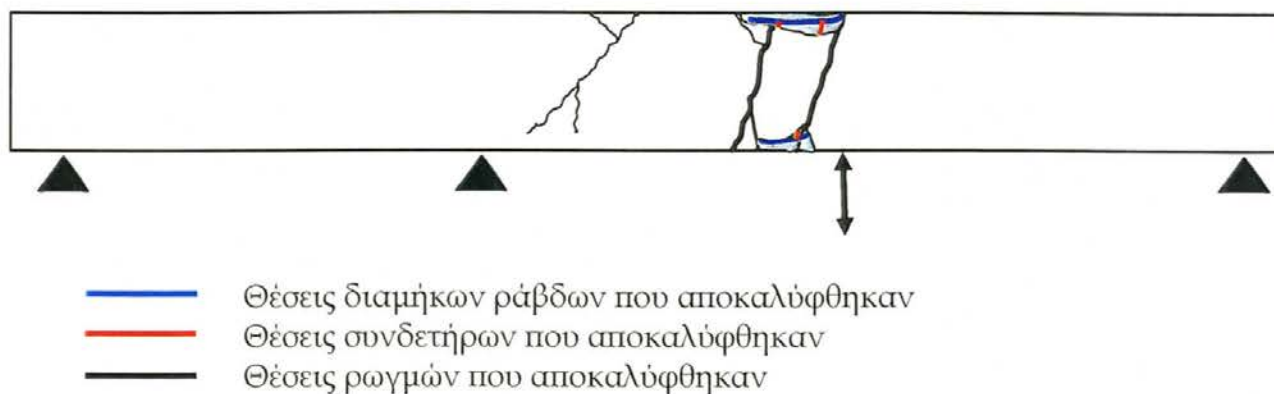 Θέσεις διαμήκων ράβδων που αποκαλύφθηκαν
Θέσεις συνδετήρων που αποκαλύφθηκαν
Θέσεις ρωγμών που αποκαλύφθηκαν